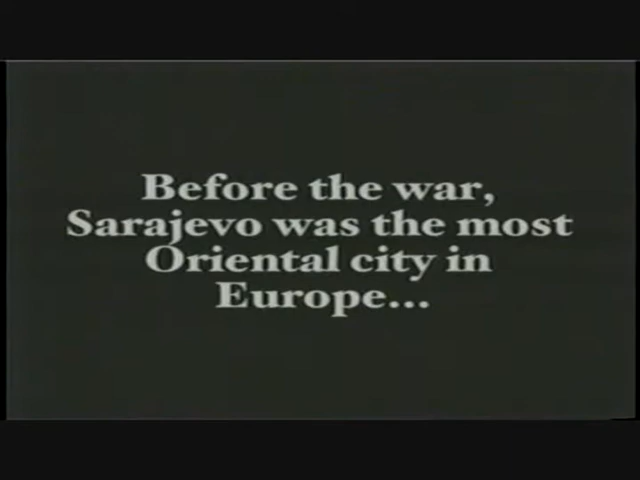 Before the war,
Sarajevo was the most
Oriental city in
Europe...